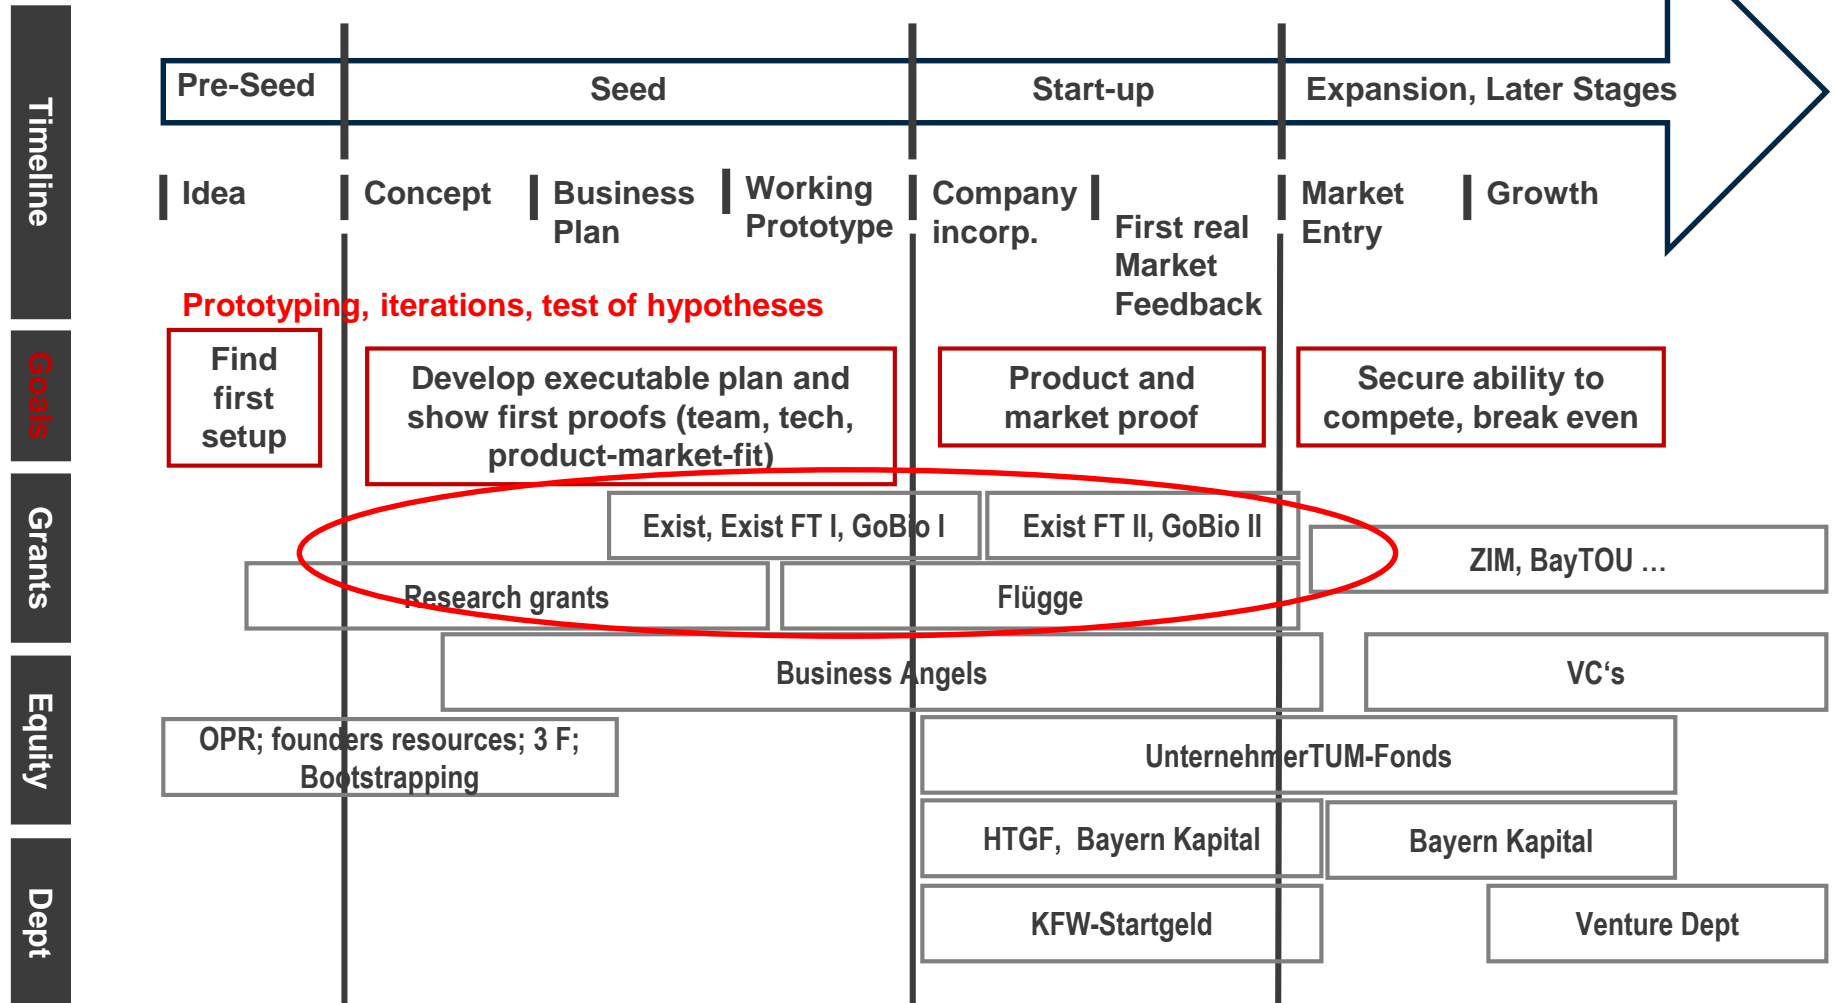 Timeline
Pre-Seed
Seed
Start-up
Expansion, Later Stages
Idea
Concept
Business
Plan
Working
Prototype
Company
incorp.
First real
Market
Feedback
Market
Entry
Growth
Prototyping, iterations, test of hypotheses
Goals
Find
first
setup
Develop executable plan and
show first proofs (team, tech,
product-market-fit)
Product and
market proof
Secure ability to
compete, break even
Grants
Exist, Exist FT I, GoBio I
Exist FT II, GoBio II
ZIM, BayTOU …
Research grants
Flügge
Equity
Business Angels
VC‘s
OPR; founders resources; 3 F;
Bootstrapping
UnternehmerTUM-Fonds
HTGF, Bayern Kapital
Bayern Kapital
Dept
KFW-Startgeld
Venture Dept